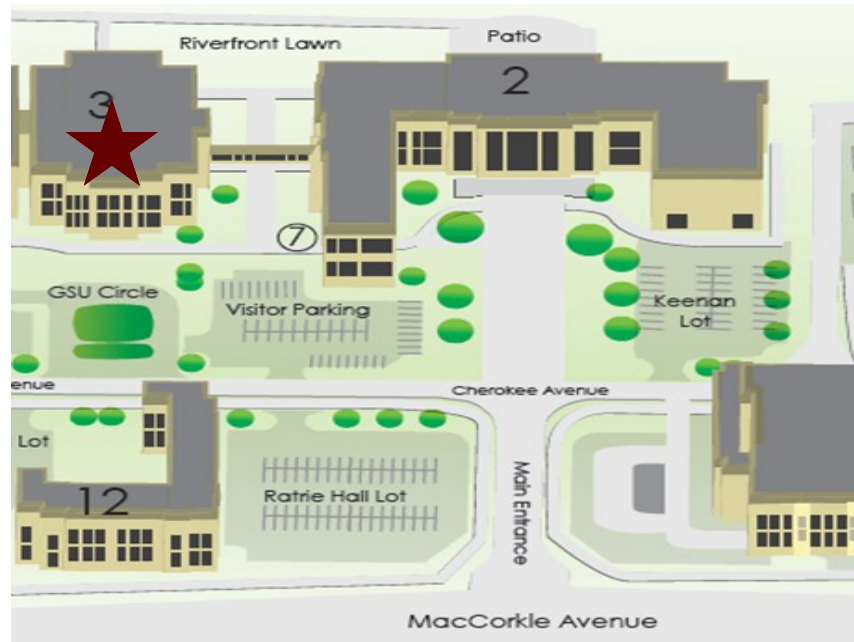 Riverfront Lawn
Patio
3
2
7
GSU Circle
Visitor Parking
Keenan
Lot
enue
Cherokee Avenue
Lot
12
Ratrie Hall Lot
Main Entrance
MacCorkle Avenue